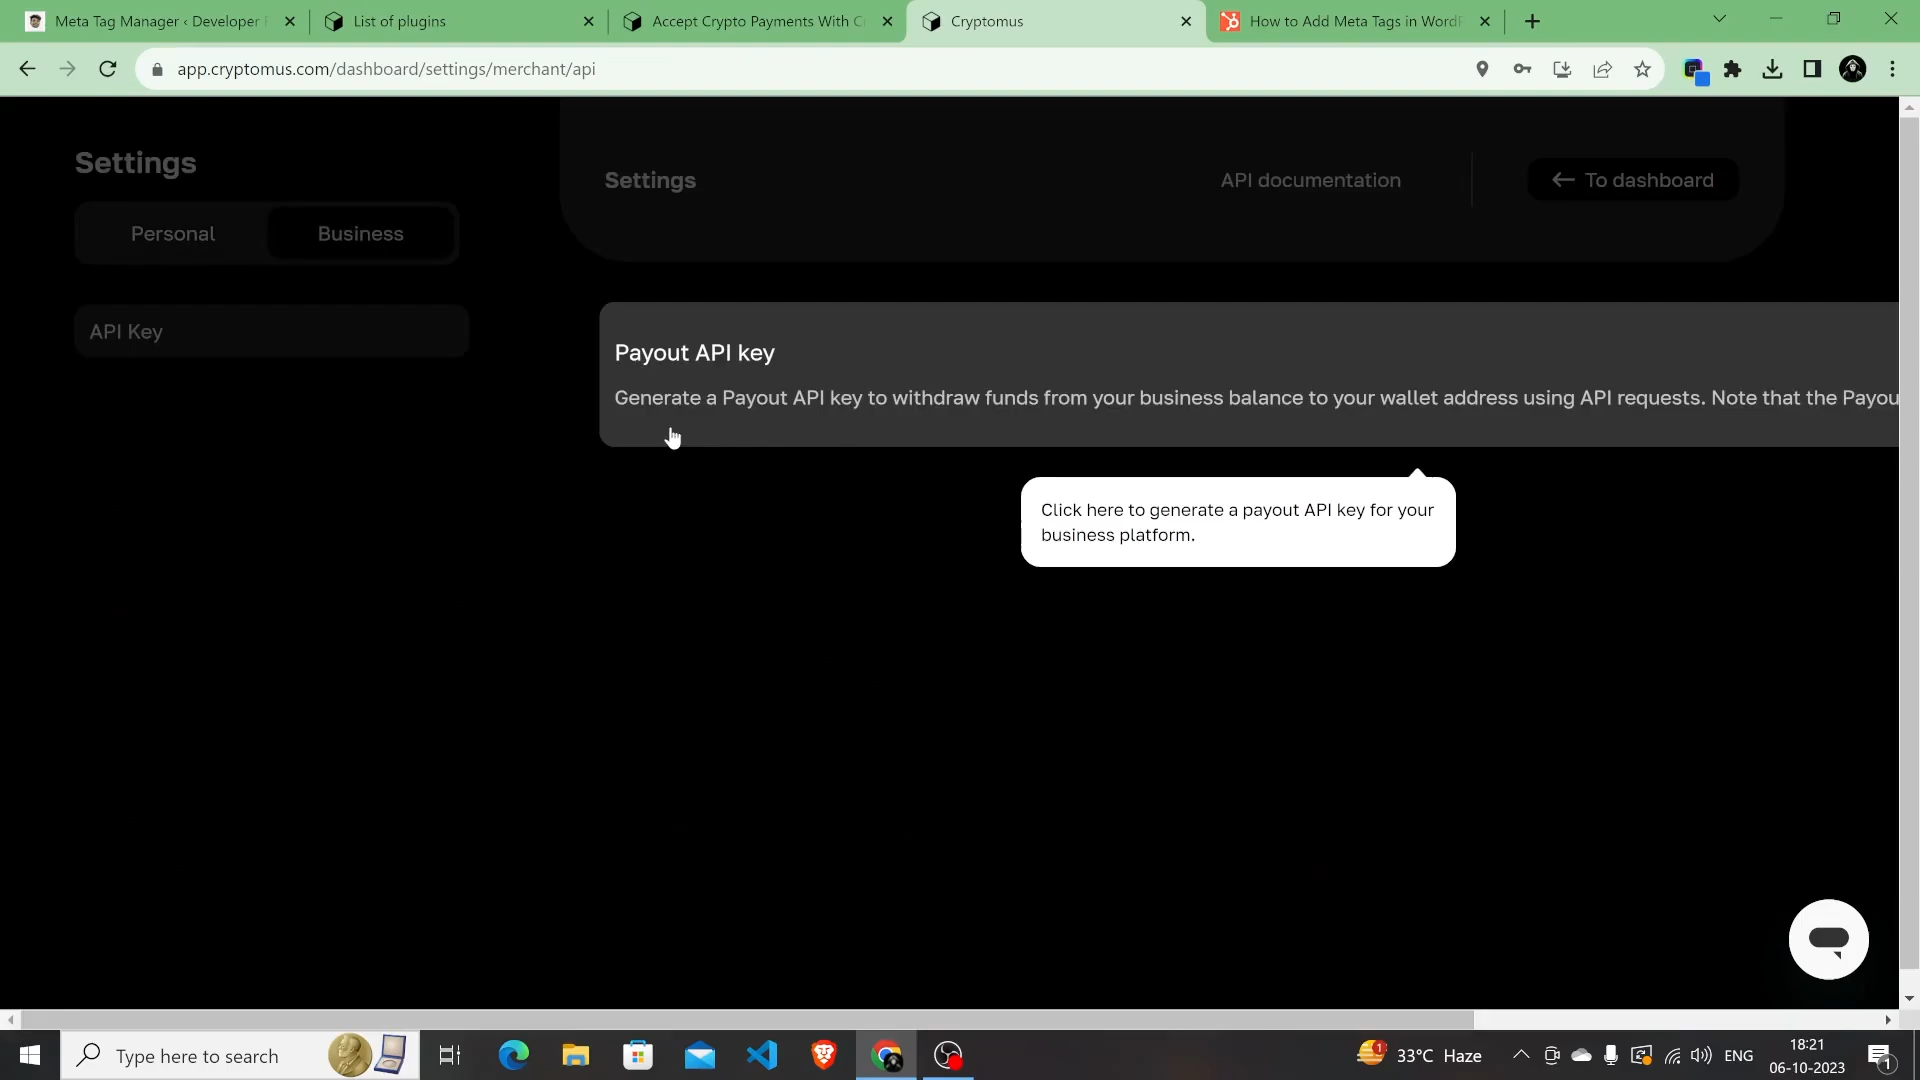 Meta Tag Manager ‹ Developer
List of plugins
Accept Crypto Payments With C
Cryptomus
How to Add Meta Tags in WordP
app.cryptomus.com/dashboard/settings/merchant/api
Settings
Personal
Business
API Key
Settings
API documentation
To dashboard
Payout API key
Generate a Payout API key to withdraw funds from your business balance to your wallet address using API requests. Note that the Payou
Click here to generate a payout API key for your
business platform.
Type here to search
1
33°C Haze
ENG
18:21
06-10-2023
1